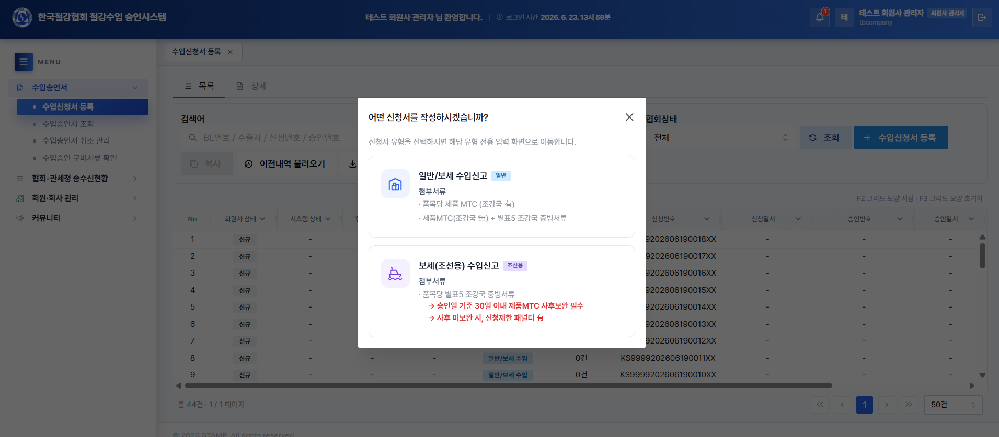 한국철강협회 철강수입 승인시스템
테스트 회원사 관리자 님 환영합니다. | 로그인 시간 2026. 6. 23. 13시 59분
1
테
테스트 회원사 관리자 회원사 관리자
tbcompany
MENU
수입승인서
수입신청서 등록
수입승인서 조회
수입승인서 취소 관리
수입승인 구비서류 확인
협회-관세청 송수신현황
회원·회사 관리
커뮤니티
수입신청서 등록
목록
상세
검색어
BL번호 / 수출자 / 신청번호 / 승인번호
협회상태
전체
조회
+ 수입신청서 등록
복사
이전내역 불러오기
F2 그리드 모양 저장 · F3 그리드 모양 초기화
어떤 신청서를 작성하시겠습니까?
신청서 유형을 선택하시면 해당 유형 전용 입력 화면으로 이동합니다.
일반/보세 수입신고 일반
첨부서류
· 품목당 제품 MTC (조강국 有)
· 제품MTC(조강국 無) + 별표5 조강국 증빙서류
보세(조선용) 수입신고 조선용
첨부서류
· 품목당 별표5 조강국 증빙서류
→ 승인일 기준 30일 이내 제품MTC 사후보완 필수
→ 사후 미보완 시, 신청제한 패널티 有
No 회원사 상태 시스템 상태 신청번호 신청일시 승인번호 승인일시
1 신규 - 9202606190018XX - - -
2 신규 - 9202606190017XX - - -
3 신규 - 9202606190016XX - - -
4 신규 - 9202606190015XX - - -
5 신규 - 9202606190014XX - - -
6 신규 - 9202606190013XX - - -
7 신규 - 9202606190012XX - - -
8 신규 - - - 일반/보세 수입 0건 KS9999202606190011XX - - -
9 신규 - - - 일반/보세 수입 0건 KS9999202606190010XX - - -
총 44건 · 1 / 1 페이지
1
50건
© 2026 STAMP. All rights reserved